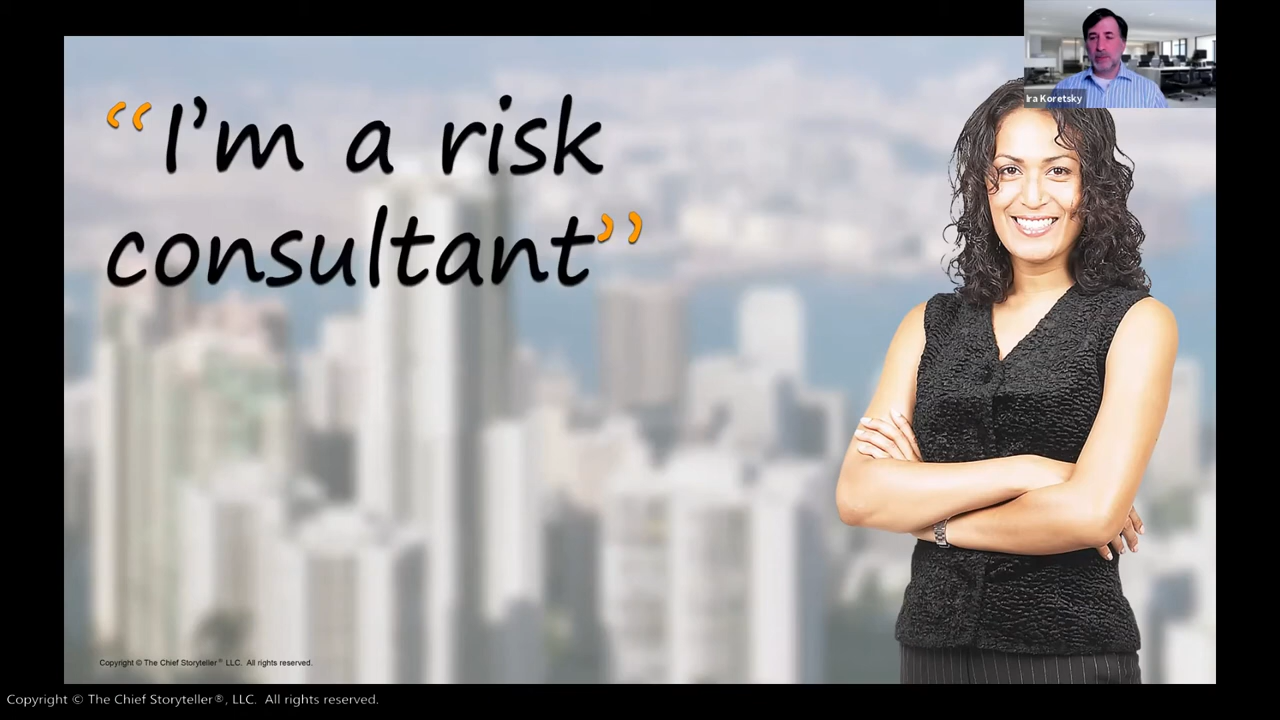 “I’m a risk
consultant”
Ira Koretsky
Copyright © The Chief Storyteller® LLC. All rights reserved.
Copyright © The Chief Storyteller®, LLC. All rights reserved.